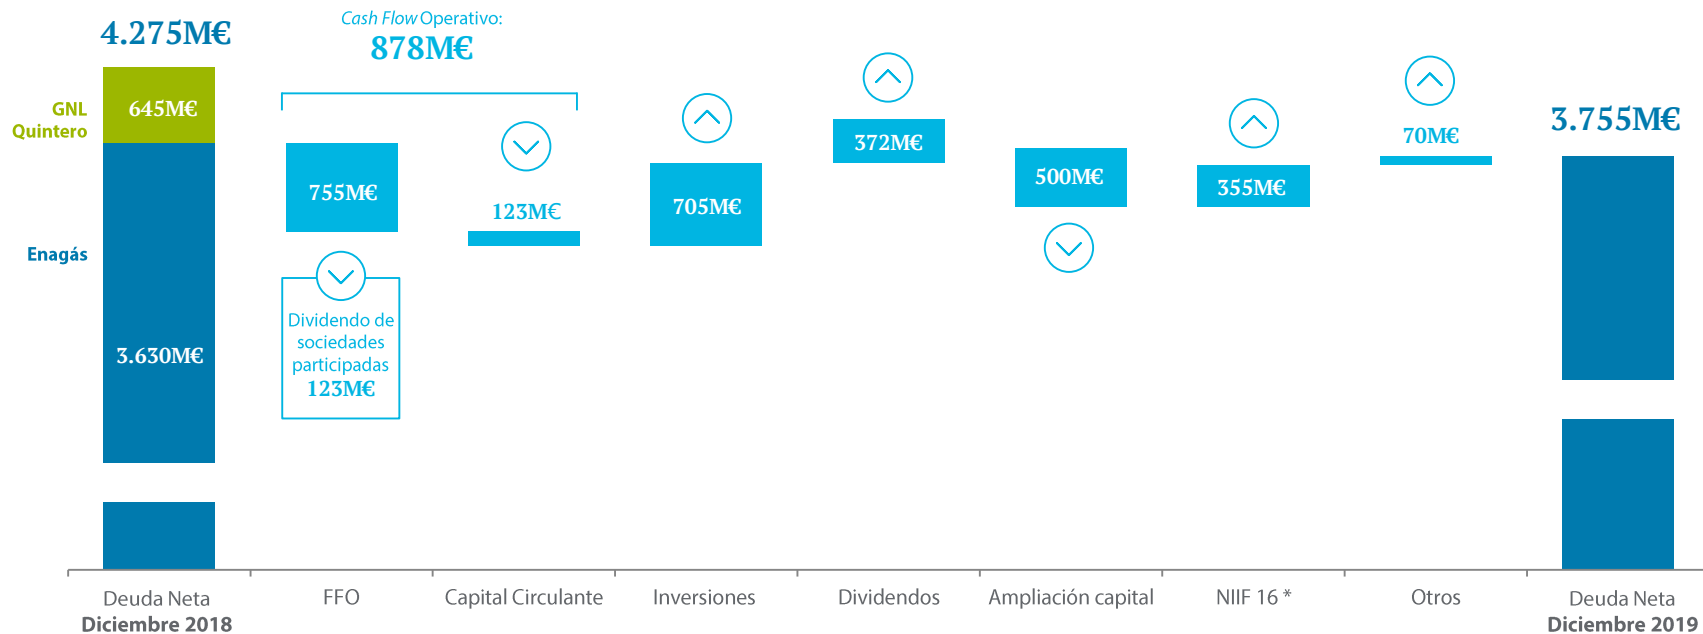 4.275M€
Cash Flow Operativo:
878M€
GNL
Quintero
645M€
Enagás
3.630M€
755M€
Dividendo de
sociedades
participadas
123M€
123M€
705M€
372M€
500M€
355M€
70M€
3.755M€
Deuda Neta
Diciembre 2018
FFO
Capital Circulante
Inversiones
Dividendos
Ampliación capital
NIIF 16 *
Otros
Deuda Neta
Diciembre 2019